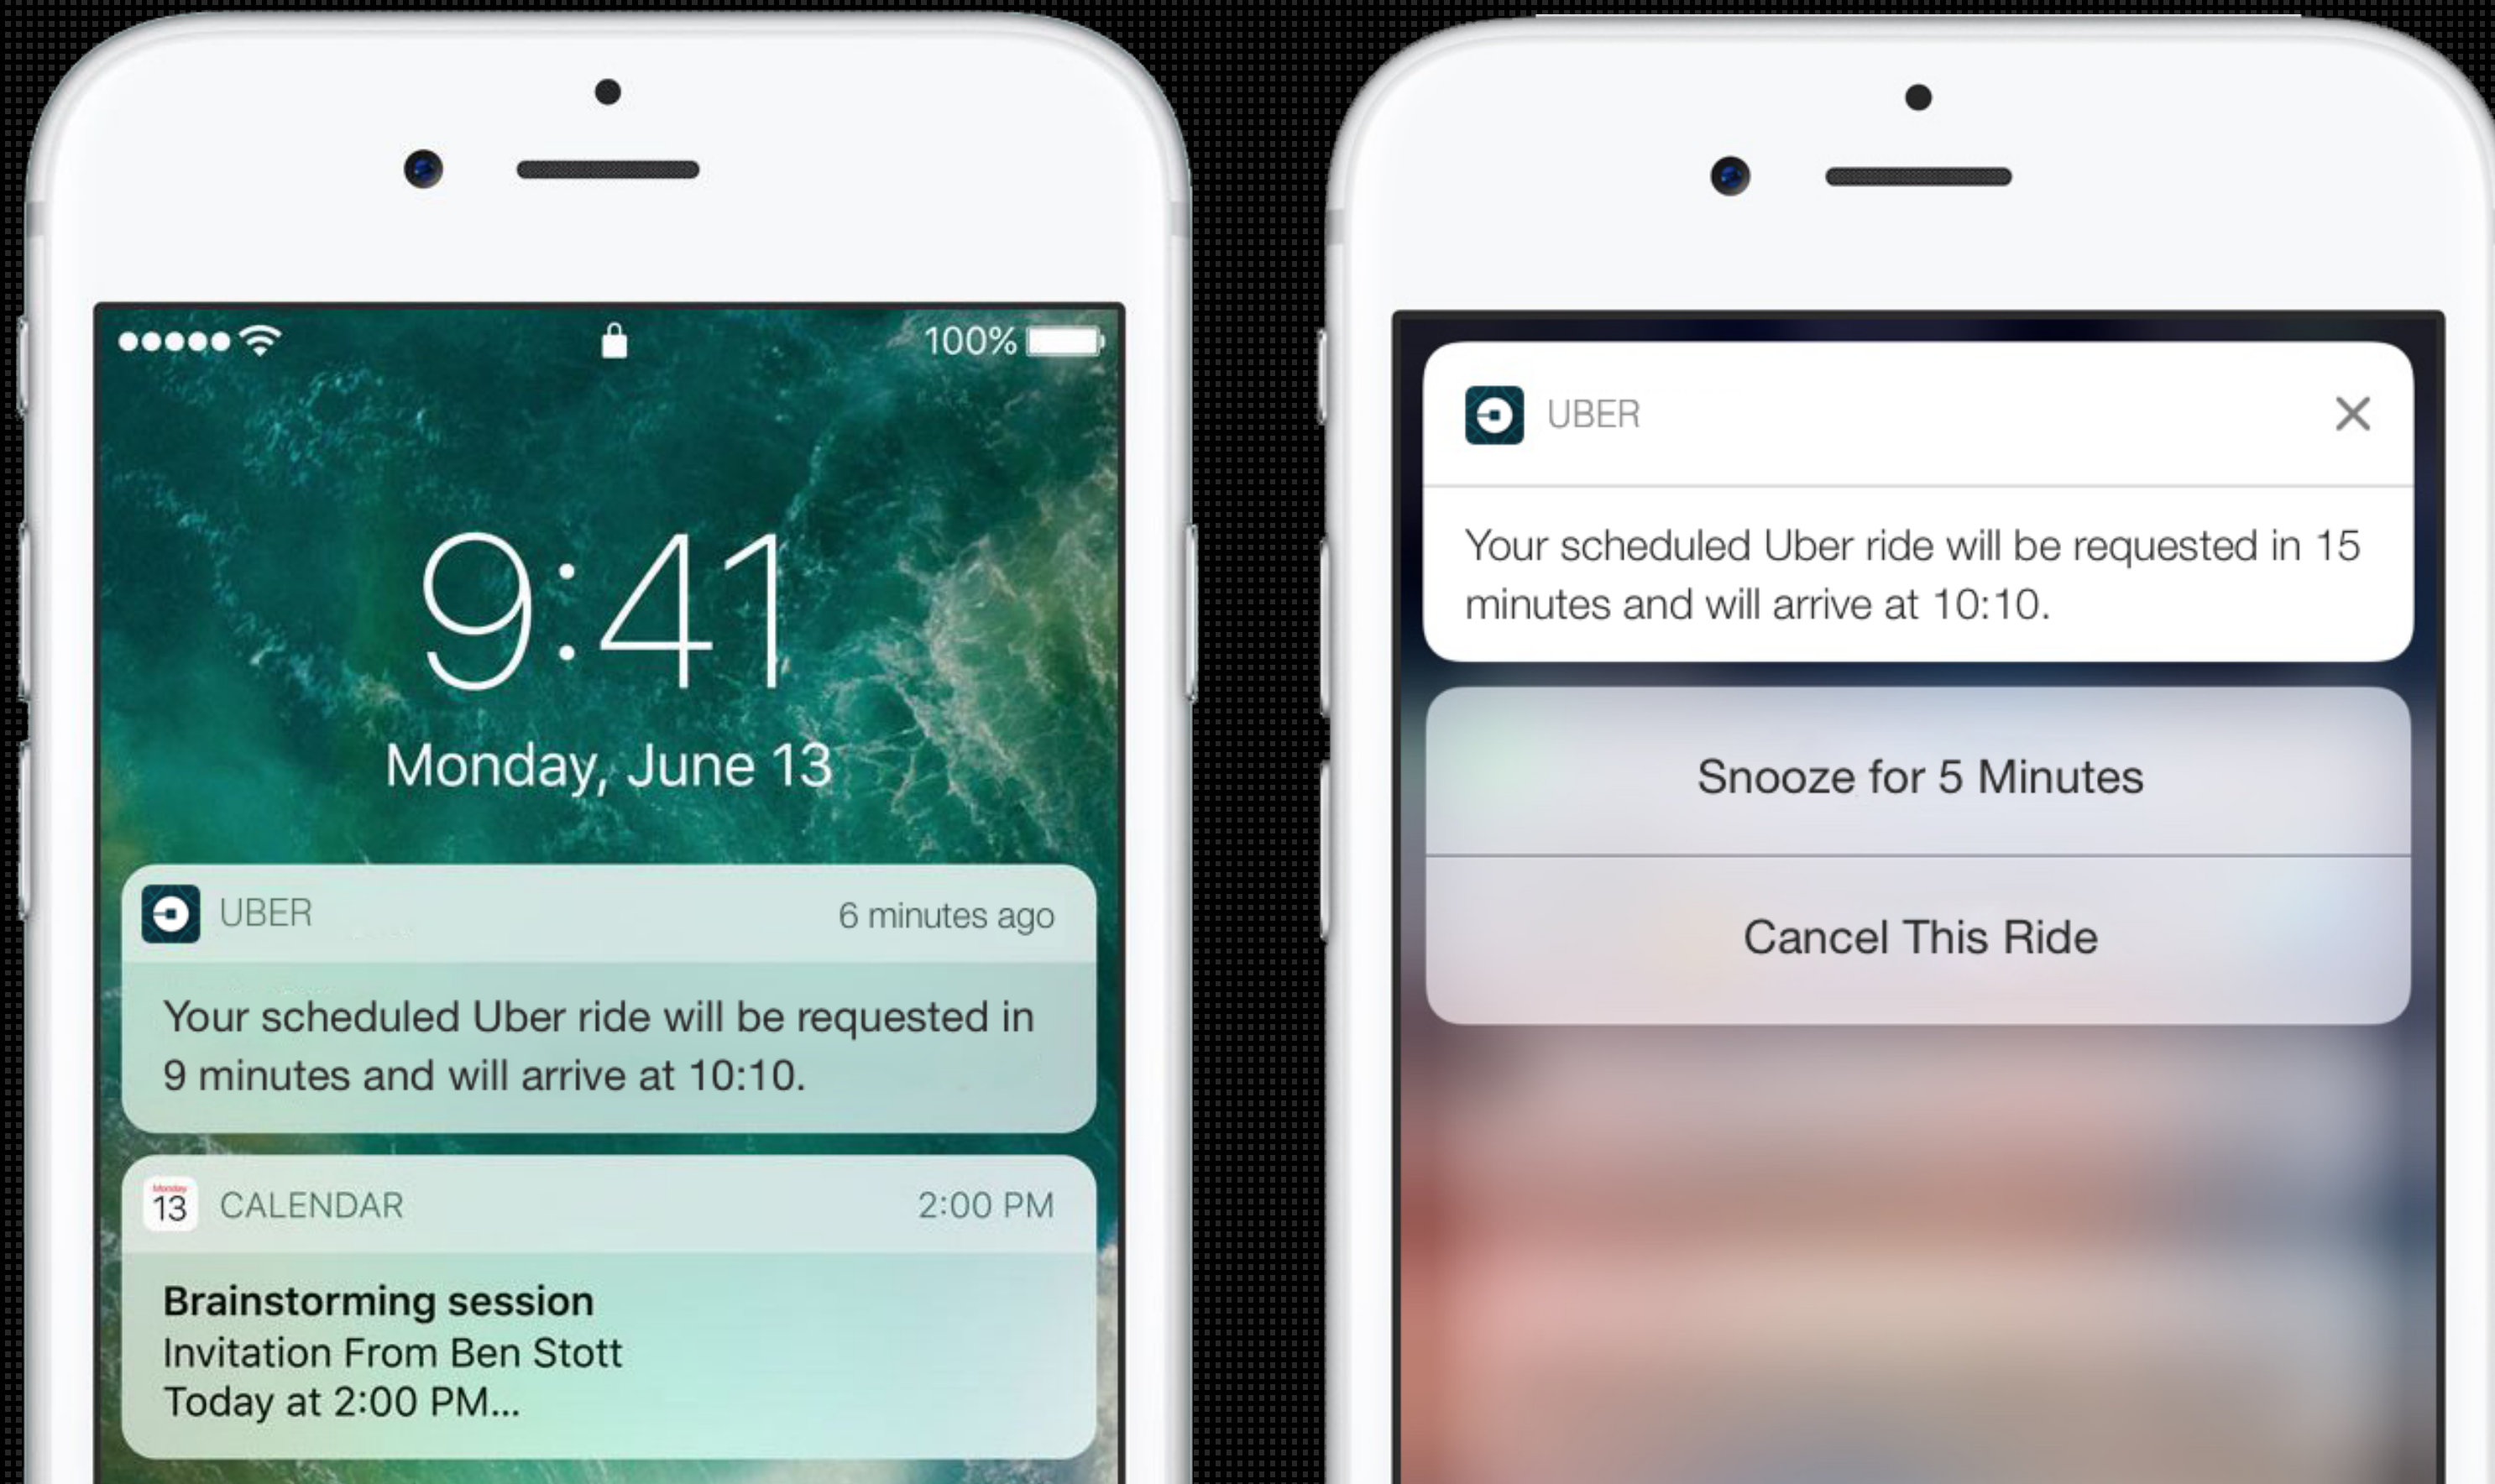 100%
9:41
Monday, June 13
UBER 6 minutes ago
Your scheduled Uber ride will be requested in
9 minutes and will arrive at 10:10.
Monday
13 CALENDAR 2:00 PM
Brainstorming session
Invitation From Ben Stott
Today at 2:00 PM...
UBER
Your scheduled Uber ride will be requested in 15
minutes and will arrive at 10:10.
Snooze for 5 Minutes
Cancel This Ride